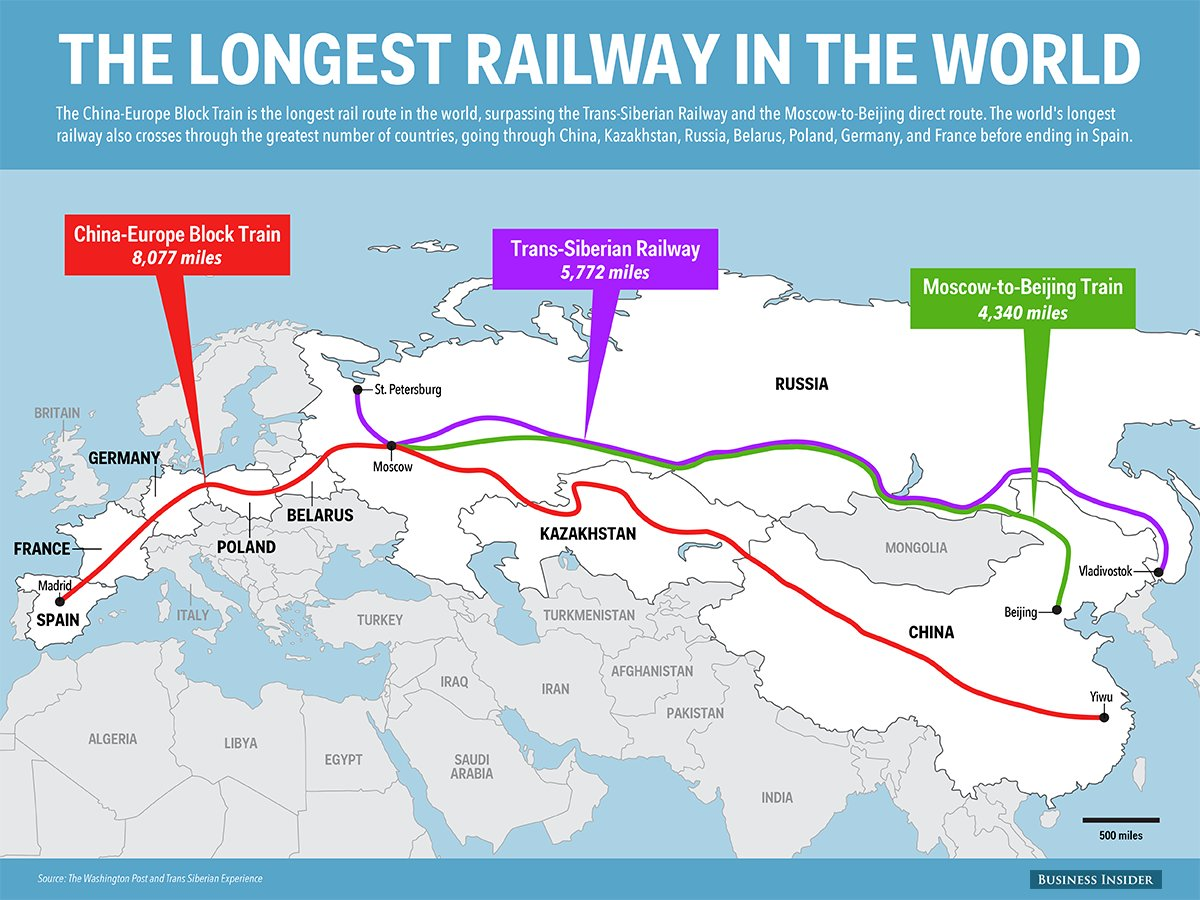 THE LONGEST RAILWAY IN THE WORLD
The China-Europe Block Train is the longest rail route in the world, surpassing the Trans-Siberian Railway and the Moscow-to-Beijing direct route. The world's longest
railway also crosses through the greatest number of countries, going through China, Kazakhstan, Russia, Belarus, Poland, Germany, and France before ending in Spain.
China-Europe Block Train
8,077 miles
Trans-Siberian Railway
5,772 miles
Moscow-to-Beijing Train
4,340 miles
RUSSIA
St. Petersburg
BRITAIN
GERMANY
Moscow
BELARUS
KAZAKHSTAN
FRANCE
POLAND
MONGOLIA
Vladivostok
Madrid
SPAIN
ITALY
TURKEY
TURKMENISTAN
Beijing
CHINA
AFGHANISTAN
IRAQ
IRAN
PAKISTAN
Yiwu
ALGERIA
LIBYA
EGYPT
SAUDI
ARABIA
INDIA
500 miles
Source: The Washington Post and Trans Siberian Experience
BUSINESS INSIDER